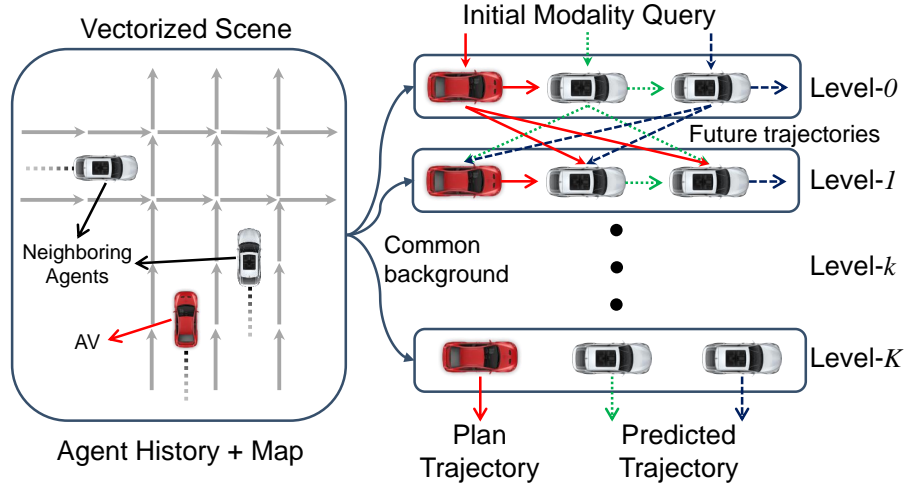 Vectorized Scene
Neighboring
Agents
AV
Agent History + Map
Initial Modality Query
Level-0
Future trajectories
Level-1
Common
background
Level-k
Level-K
Plan
Trajectory
Predicted
Trajectory